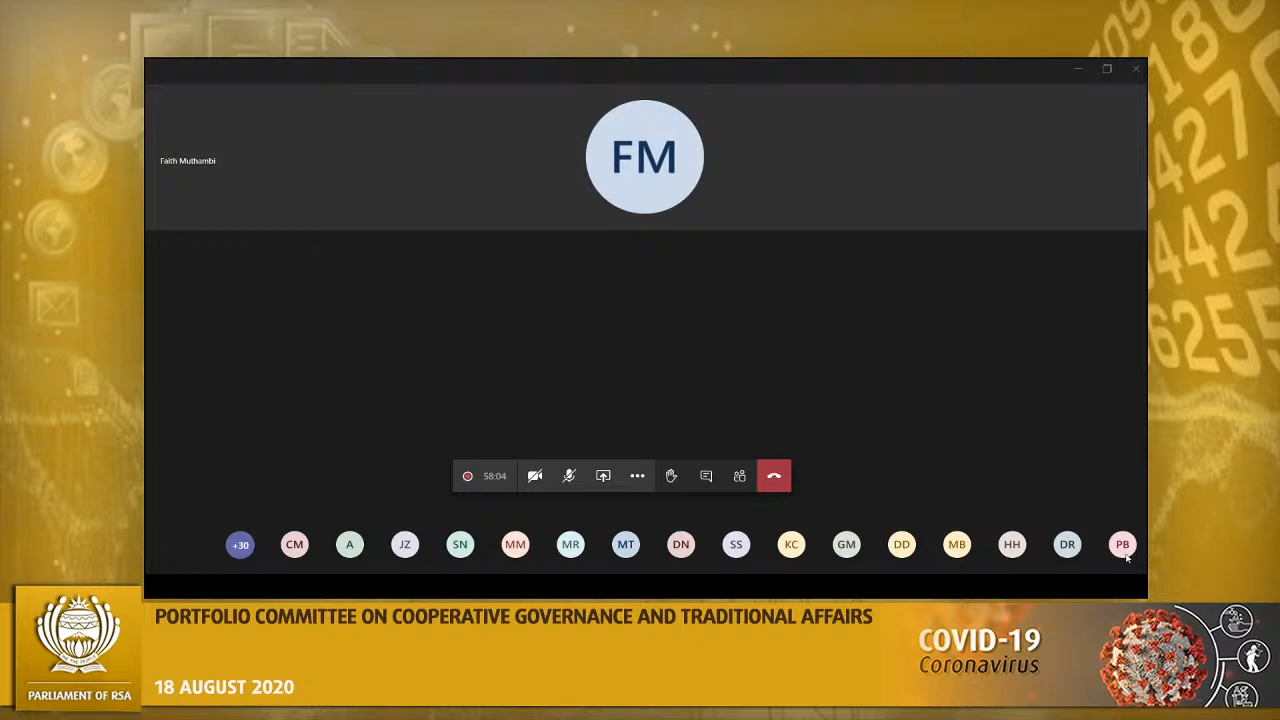 FM
Faith Muthambi
58:04
+30 CM A JZ SN MM MR MT DN SS KC GM DD MB HH DR PB
PORTFOLIO COMMITTEE ON COOPERATIVE GOVERNANCE AND TRADITIONAL AFFAIRS
COVID-19
Coronavirus
18 AUGUST 2020
PARLIAMENT OF RSA